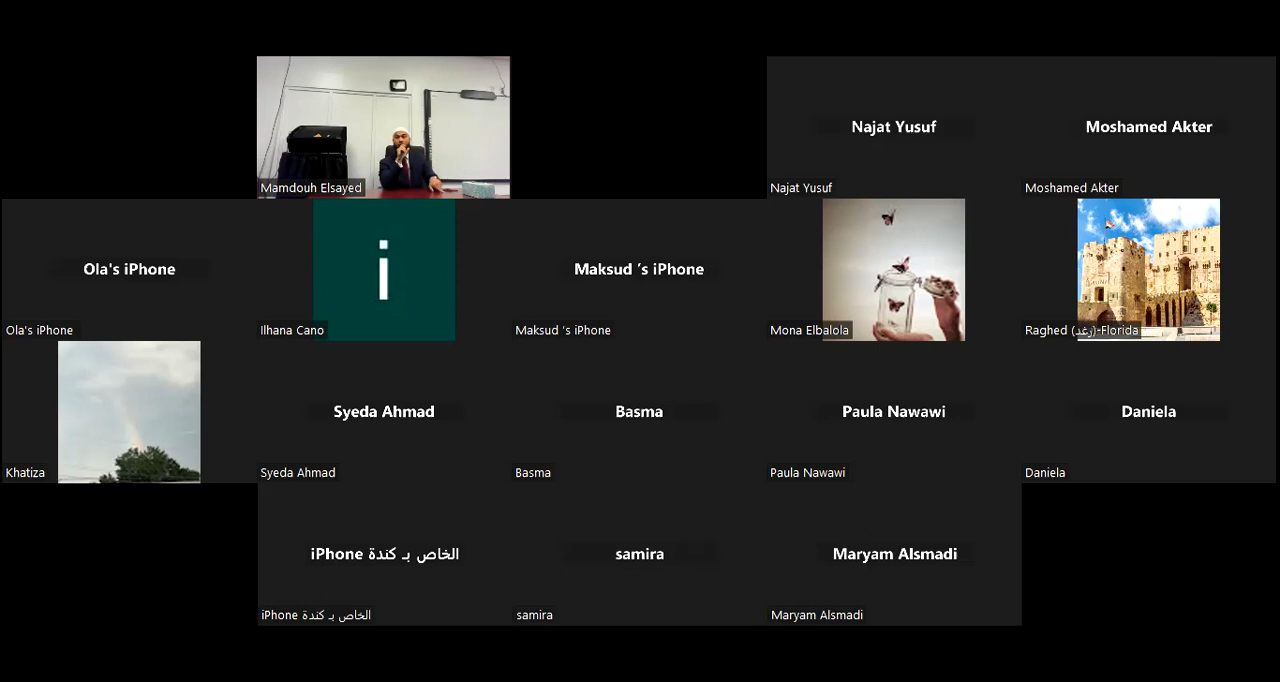 Mamdouh Elsayed
Najat Yusuf
Najat Yusuf
Moshamed Akter
Moshamed Akter
Ola's iPhone
Ola's iPhone
i
Ilhana Cano
Maksud 's iPhone
Maksud 's iPhone
Mona Elbalola
Raghed (رغد)-Florida
Khatiza
Syeda Ahmad
Syeda Ahmad
Basma
Basma
Paula Nawawi
Paula Nawawi
Daniela
Daniela
iPhone الخاص بـ كندة
iPhone الخاص بـ كندة
samira
samira
Maryam Alsmadi
Maryam Alsmadi